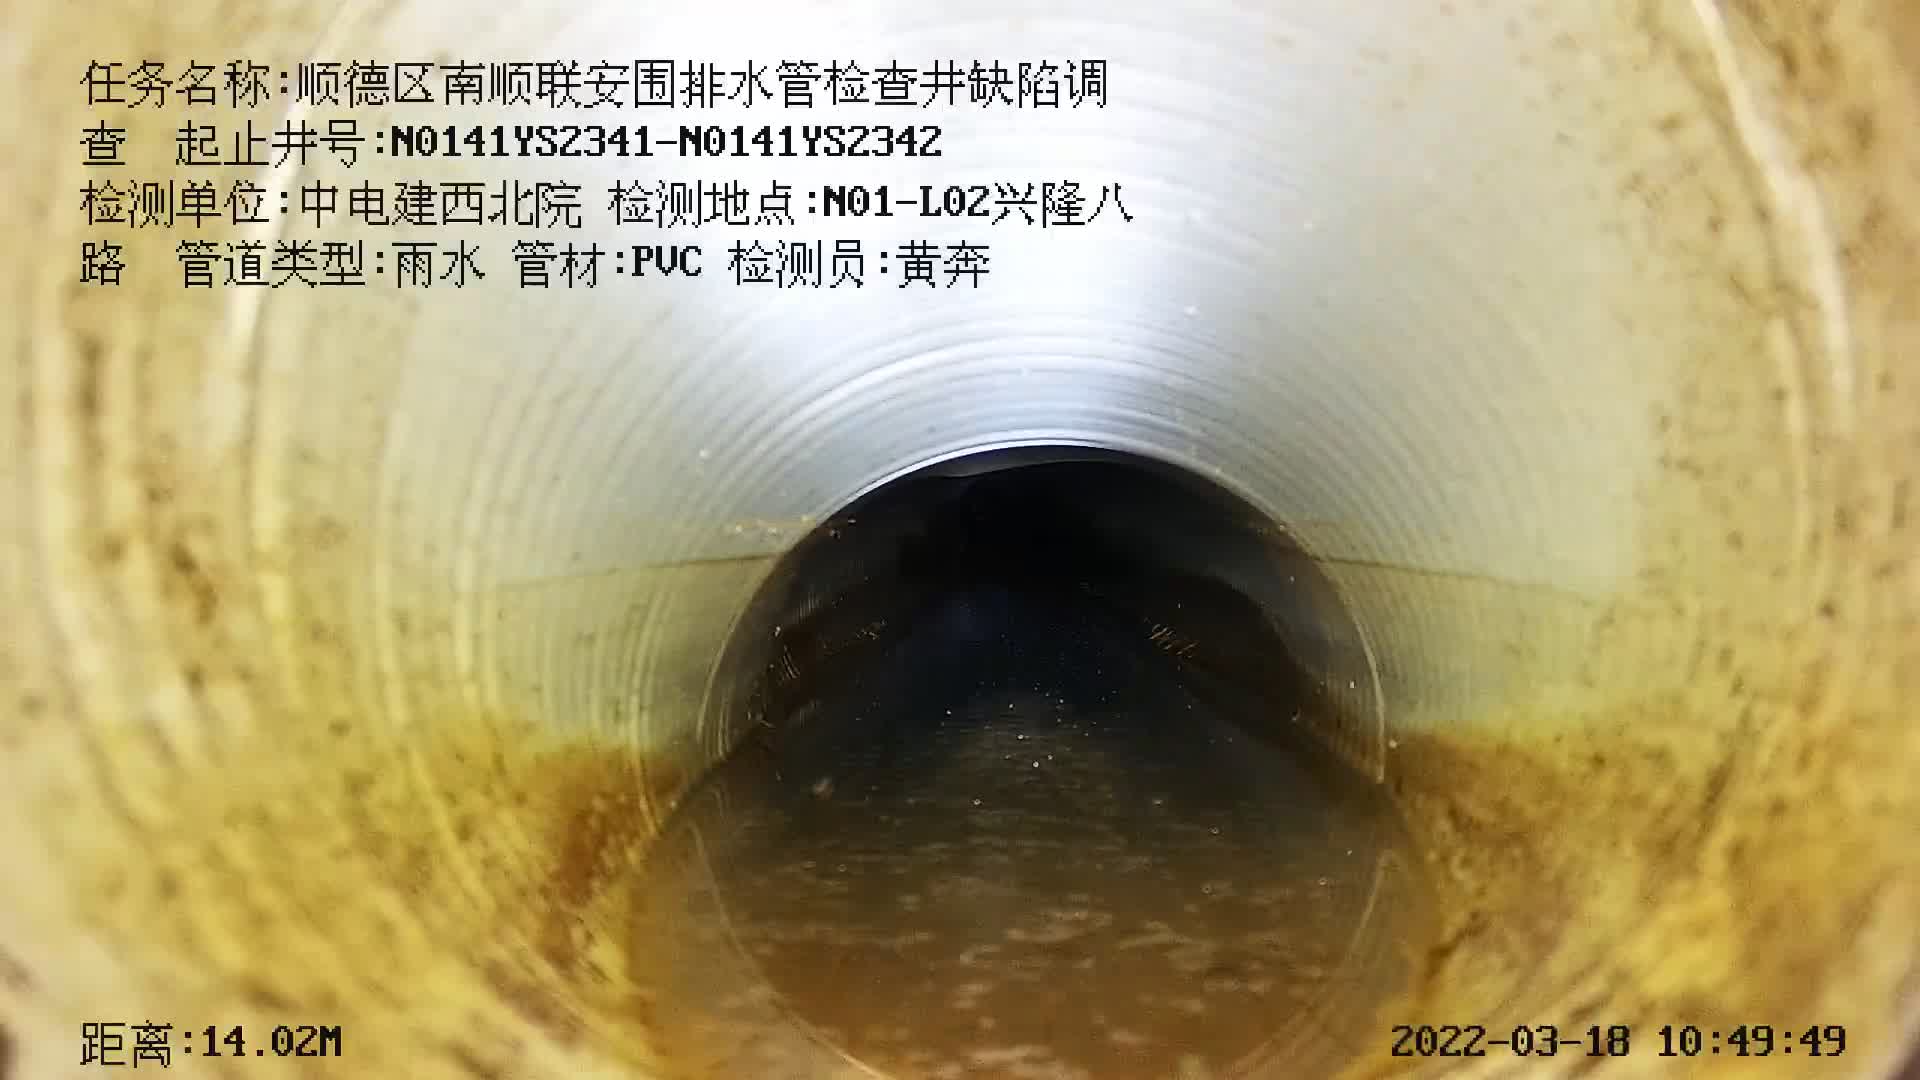 任务名称:顺德区南顺联安围排水管检查井缺陷调
查 起止井号:N0141YS2341-N0141YS2342
检测单位:中电建西北院 检测地点:N01-L02兴隆八
路 管道类型:雨水 管材:PVC 检测员:黄奔
距离:14.02M
2022-03-18 10:49:49